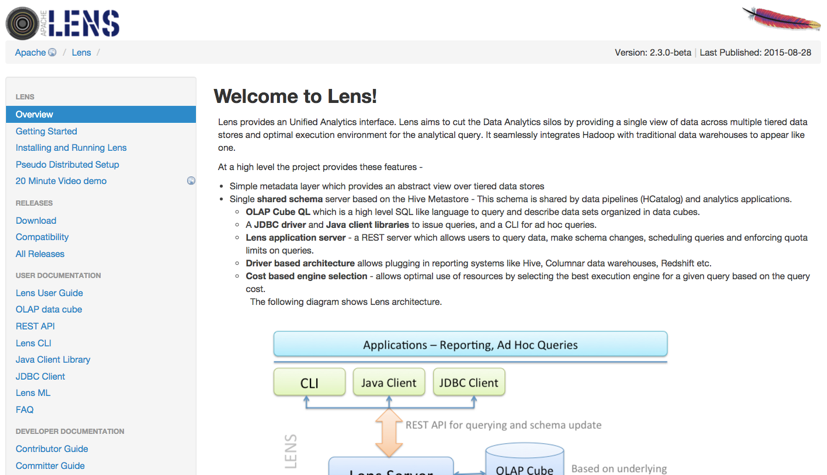 APACHE LENS
Apache / Lens /
Version: 2.3.0-beta | Last Published: 2015-08-28
LENS
Overview
Getting Started
Installing and Running Lens
Pseudo Distributed Setup
20 Minute Video demo
RELEASES
Download
Compatibility
All Releases
USER DOCUMENTATION
Lens User Guide
OLAP data cube
REST API
Lens CLI
Java Client Library
JDBC Client
Lens ML
FAQ
DEVELOPER DOCUMENTATION
Contributor Guide
Committer Guide
Welcome to Lens!
Lens provides an Unified Analytics interface. Lens aims to cut the Data Analytics silos by providing a single view of data across multiple tiered data
stores and optimal execution environment for the analytical query. It seamlessly integrates Hadoop with traditional data warehouses to appear like
one.
At a high level the project provides these features -
• Simple metadata layer which provides an abstract view over tiered data stores
• Single shared schema server based on the Hive Metastore - This schema is shared by data pipelines (HCatalog) and analytics applications.
○ OLAP Cube QL which is a high level SQL like language to query and describe data sets organized in data cubes.
○ A JDBC driver and Java client libraries to issue queries, and a CLI for ad hoc queries.
○ Lens application server - a REST server which allows users to query data, make schema changes, scheduling queries and enforcing quota
limits on queries.
○ Driver based architecture allows plugging in reporting systems like Hive, Columnar data warehouses, Redshift etc.
○ Cost based engine selection - allows optimal use of resources by selecting the best execution engine for a given query based on the query
cost.
The following diagram shows Lens architecture.
Applications – Reporting, Ad Hoc Queries
CLI
Java Client
JDBC Client
REST API for querying and schema update
LENS
Lens Server
OLAP Cube
Based on underlying